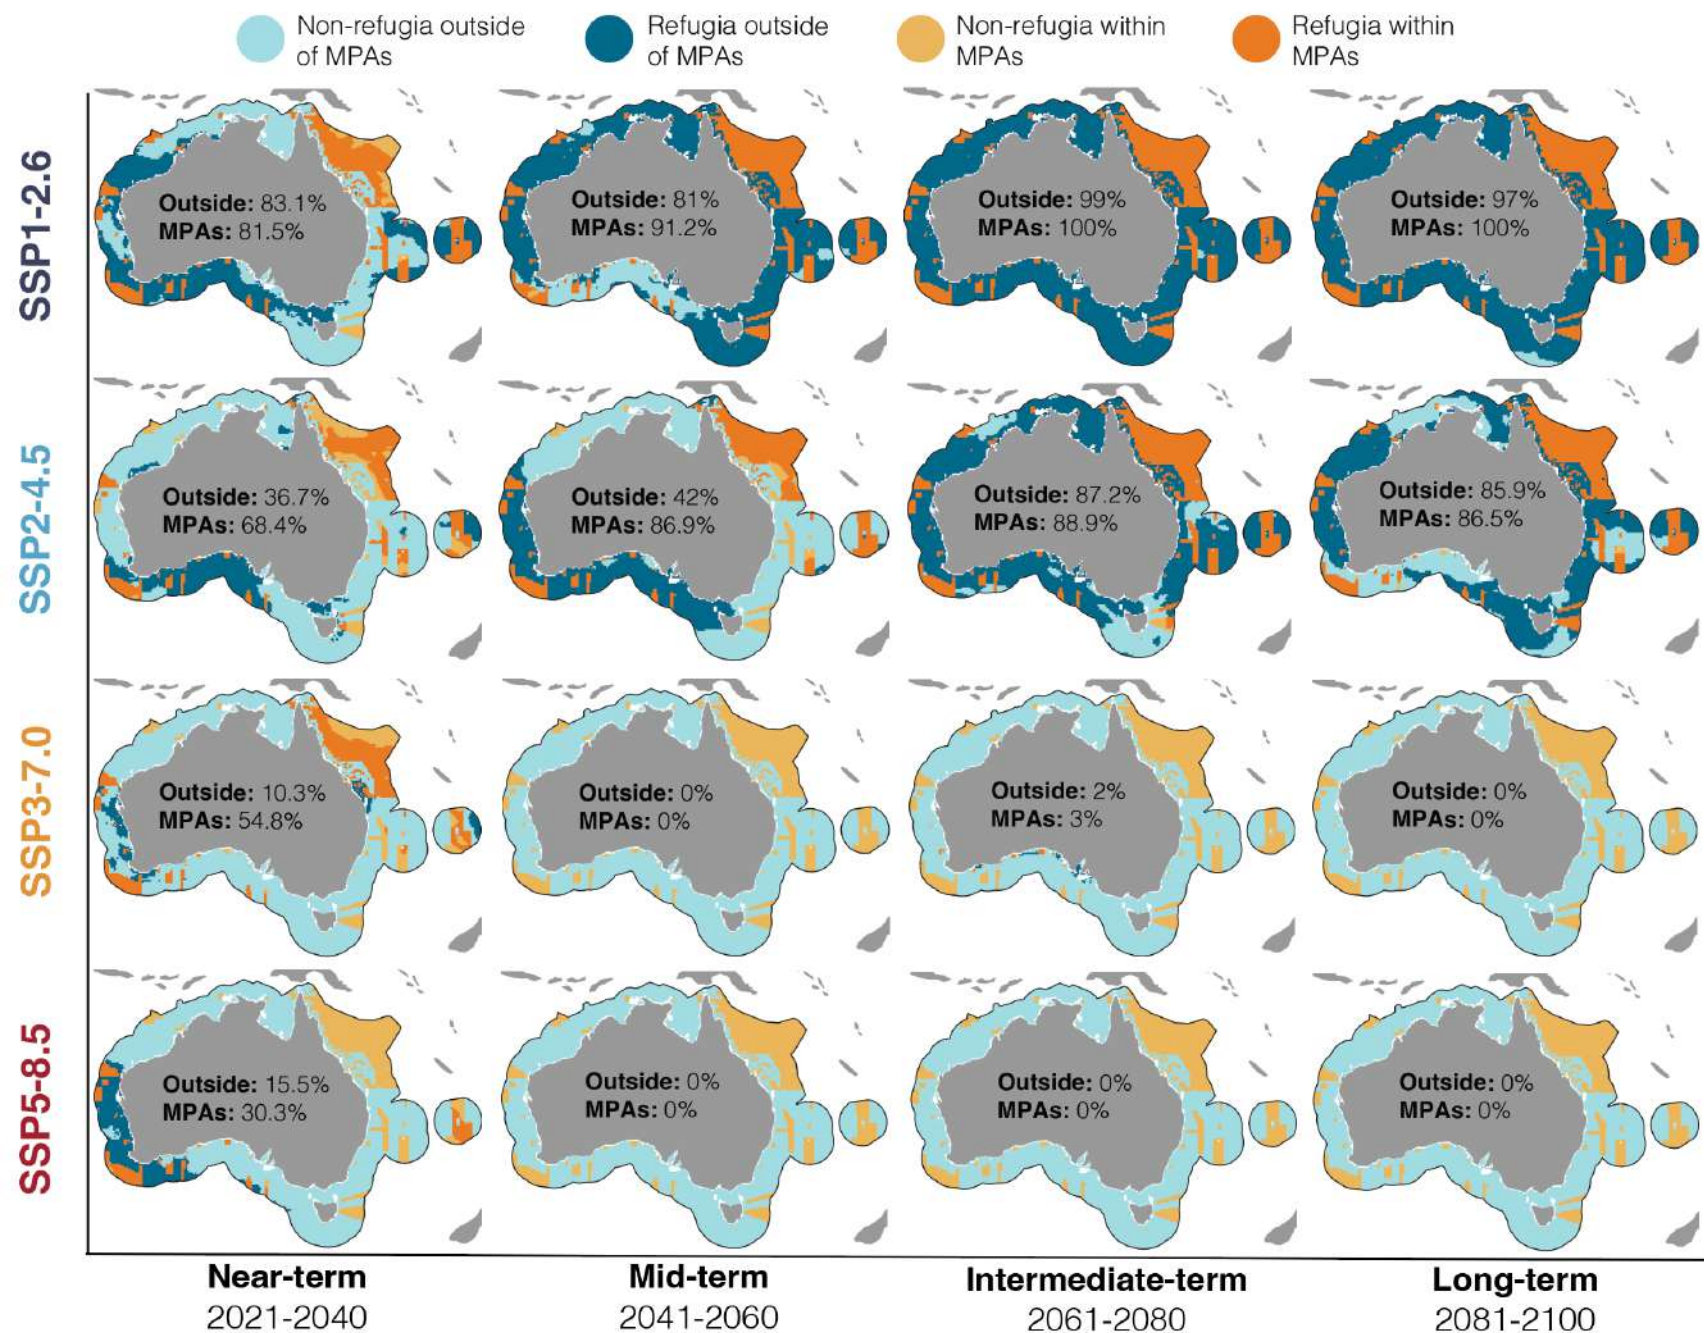 Non-refugia outside
of MPAs
Refugia outside
of MPAs
Non-refugia within
MPAs
Refugia within
MPAs
SSP1-2.6
Outside: 83.1%
MPAs: 81.5%
Outside: 81%
MPAs: 91.2%
Outside: 99%
MPAs: 100%
Outside: 97%
MPAs: 100%
SSP2-4.5
Outside: 36.7%
MPAs: 68.4%
Outside: 42%
MPAs: 86.9%
Outside: 87.2%
MPAs: 88.9%
Outside: 85.9%
MPAs: 86.5%
SSP3-7.0
Outside: 10.3%
MPAs: 54.8%
Outside: 0%
MPAs: 0%
Outside: 2%
MPAs: 3%
Outside: 0%
MPAs: 0%
SSP5-8.5
Outside: 15.5%
MPAs: 30.3%
Outside: 0%
MPAs: 0%
Outside: 0%
MPAs: 0%
Outside: 0%
MPAs: 0%
Near-term
2021-2040
Mid-term
2041-2060
Intermediate-term
2061-2080
Long-term
2081-2100